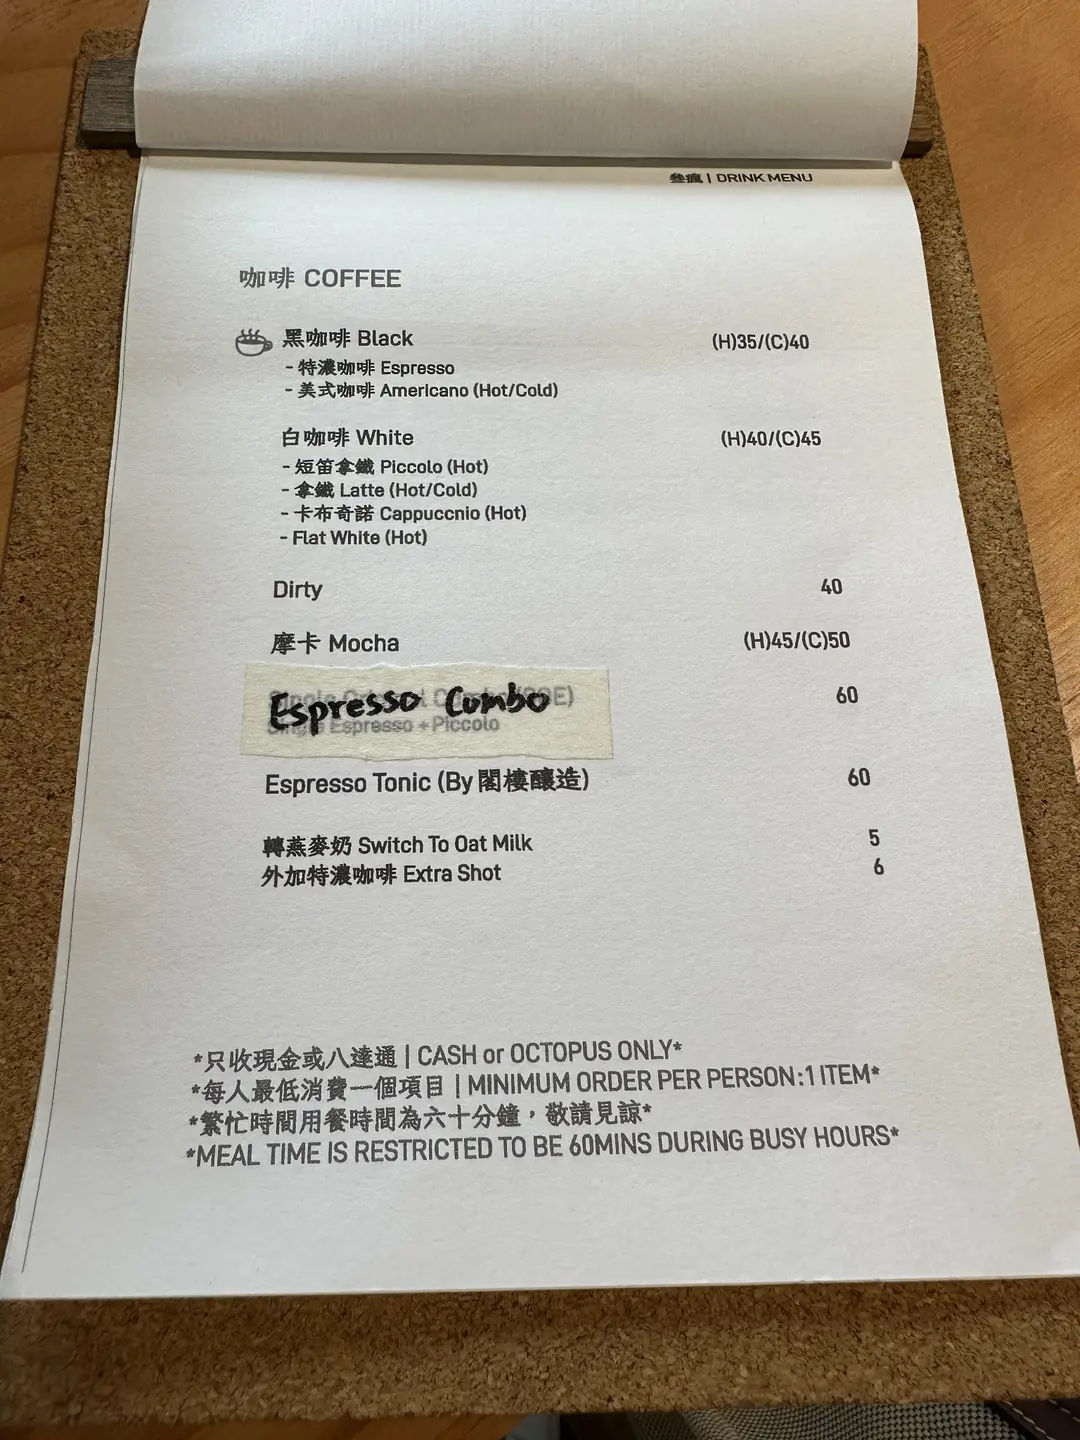 叁瘋 | DRINK MENU
咖啡 COFFEE
黑咖啡 Black (H)35/(C)40
- 特濃咖啡 Espresso
- 美式咖啡 Americano (Hot/Cold)
白咖啡 White (H)40/(C)45
- 短笛拿鐵 Piccolo (Hot)
- 拿鐵 Latte (Hot/Cold)
- 卡布奇諾 Cappuccnio (Hot)
- Flat White (Hot)
Dirty 40
摩卡 Mocha (H)45/(C)50
Espresso Combo 60
Single Espresso + Piccolo
Espresso Tonic (By 閣樓釀造) 60
轉燕麥奶 Switch To Oat Milk 5
外加特濃咖啡 Extra Shot 6
*只收現金或八達通 | CASH or OCTOPUS ONLY*
*每人最低消費一個項目 | MINIMUM ORDER PER PERSON:1 ITEM*
*繁忙時間用餐時間為六十分鐘，敬請見諒*
*MEAL TIME IS RESTRICTED TO BE 60MINS DURING BUSY HOURS*